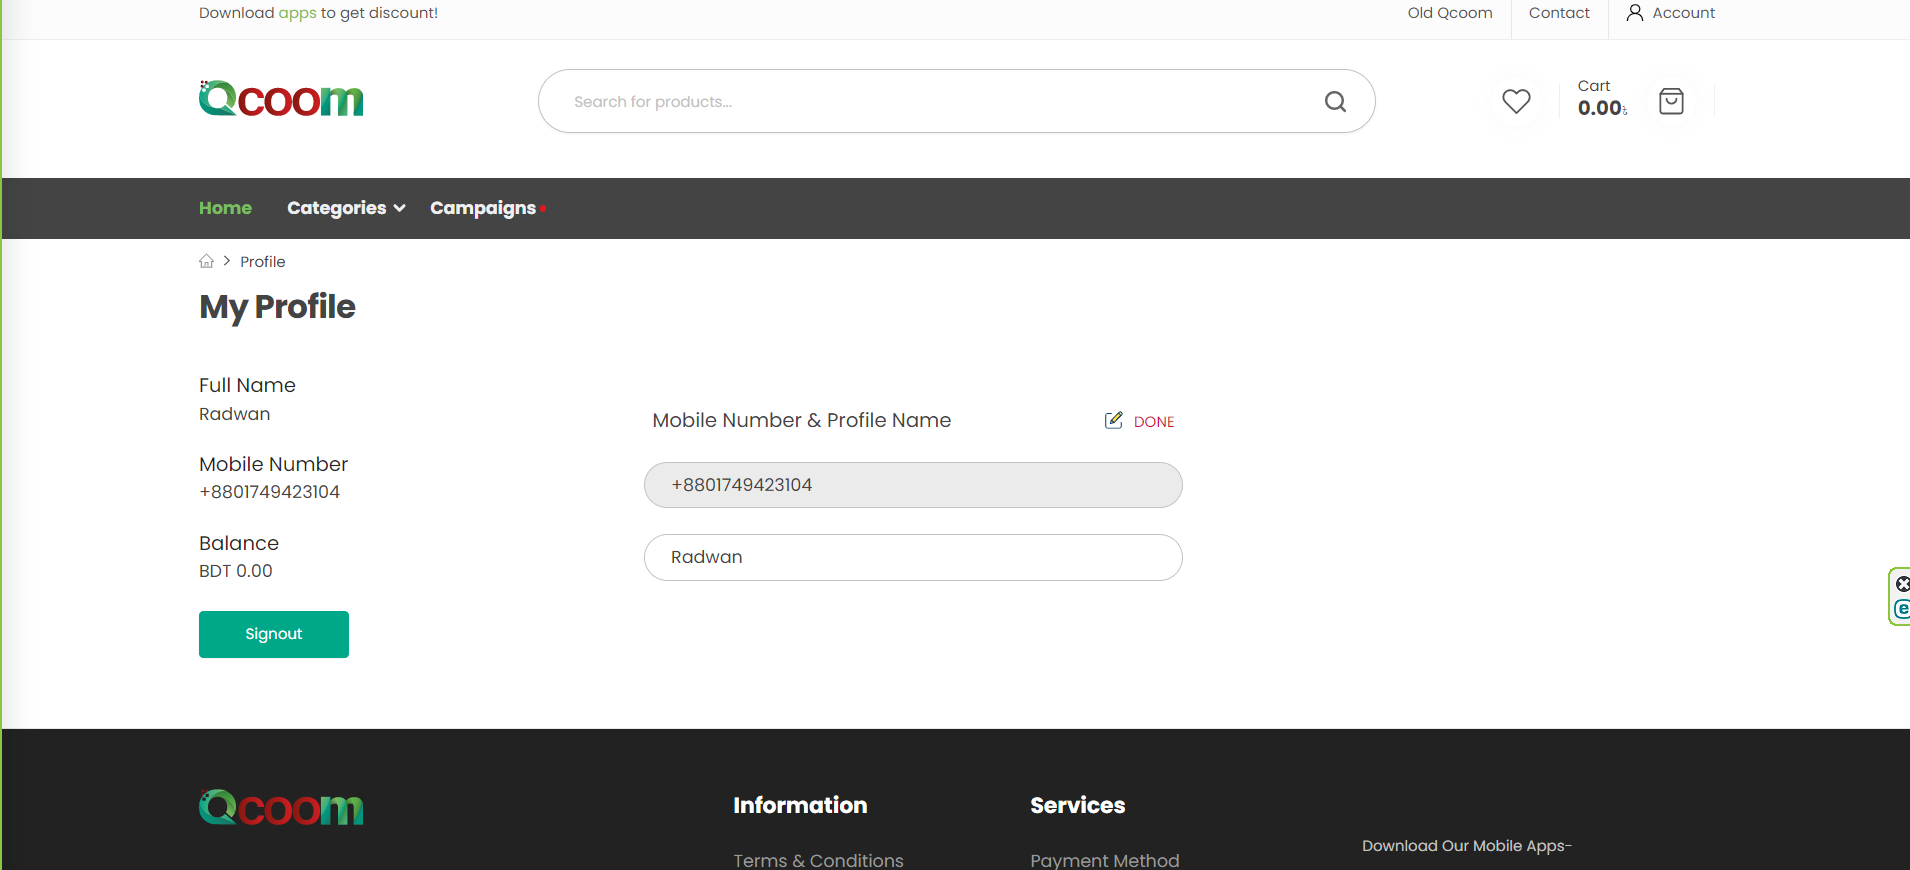 Download apps to get discount!
Old Qcoom
Contact
Account
Qcoom
Search for products...
Cart
0.00৳
Home
Categories
Campaigns
Profile
My Profile
Full Name
Radwan
Mobile Number
+8801749423104
Balance
BDT 0.00
Signout
Mobile Number & Profile Name
DONE
+8801749423104
Radwan
Qcoom
Information
Services
Terms & Conditions
Payment Method
Download Our Mobile Apps-